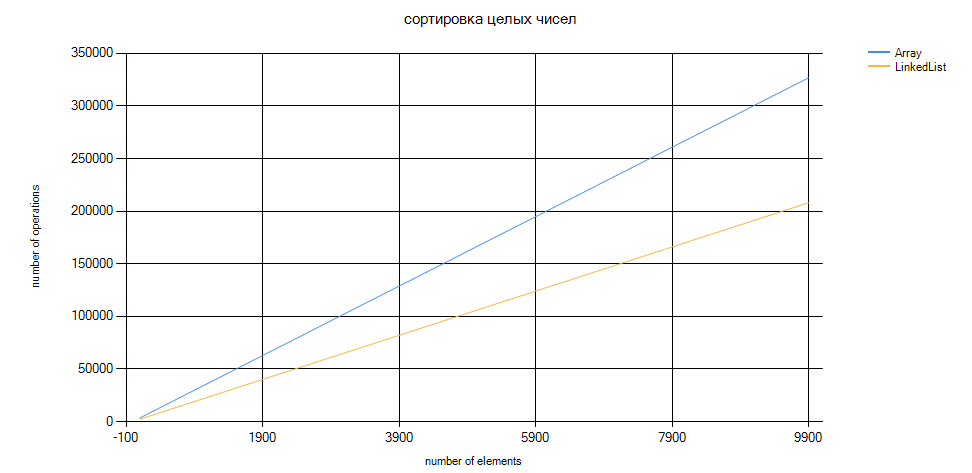 сортировка целых чисел
Array
LinkedList
350000
300000
250000
200000
150000
100000
50000
0
number of operations
-100 1900 3900 5900 7900 9900
number of elements